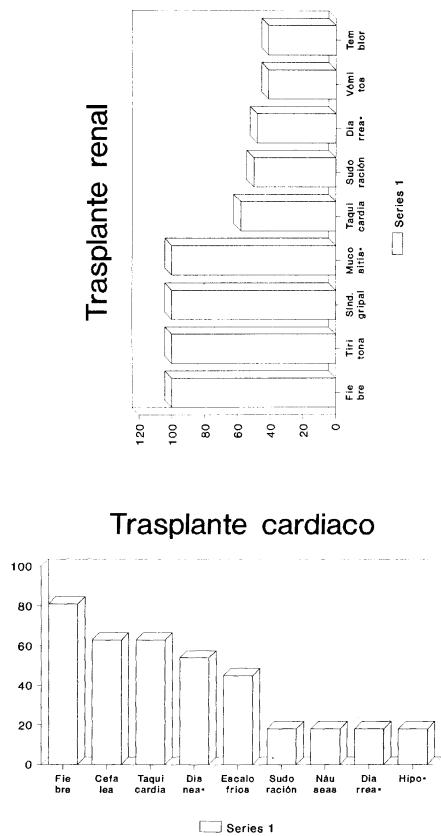 Trasplante renal
120
100
80
60
40
20
0
Fie Tiri Sind. Muco Taqui Sudo Dia Vómi Tem
bre tona gripal sitis* cardia ración rrea* tos blor
Series 1
Trasplante cardiaco
100
80
60
40
20
0
Fie Cefa Taqui Dis Escalo Sudo Náu Dia Hipo*
bre lea cardia nea* frios ración seas rrea*
Series 1